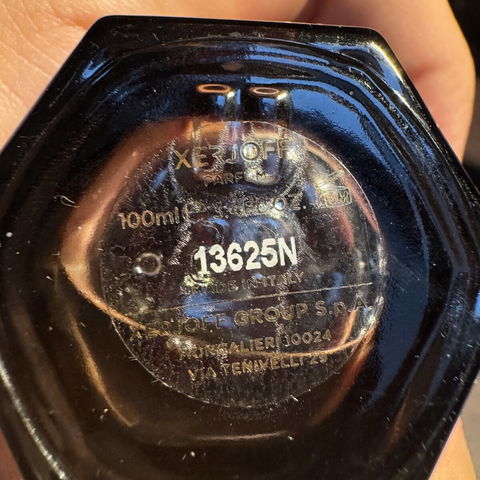 XERJOFF
PARFUM
100ml
13625N
MADE IN ITALY
XERJOFF GROUP S.P.A.
MONCALIERI 10024
VIA TENIVELLI 29